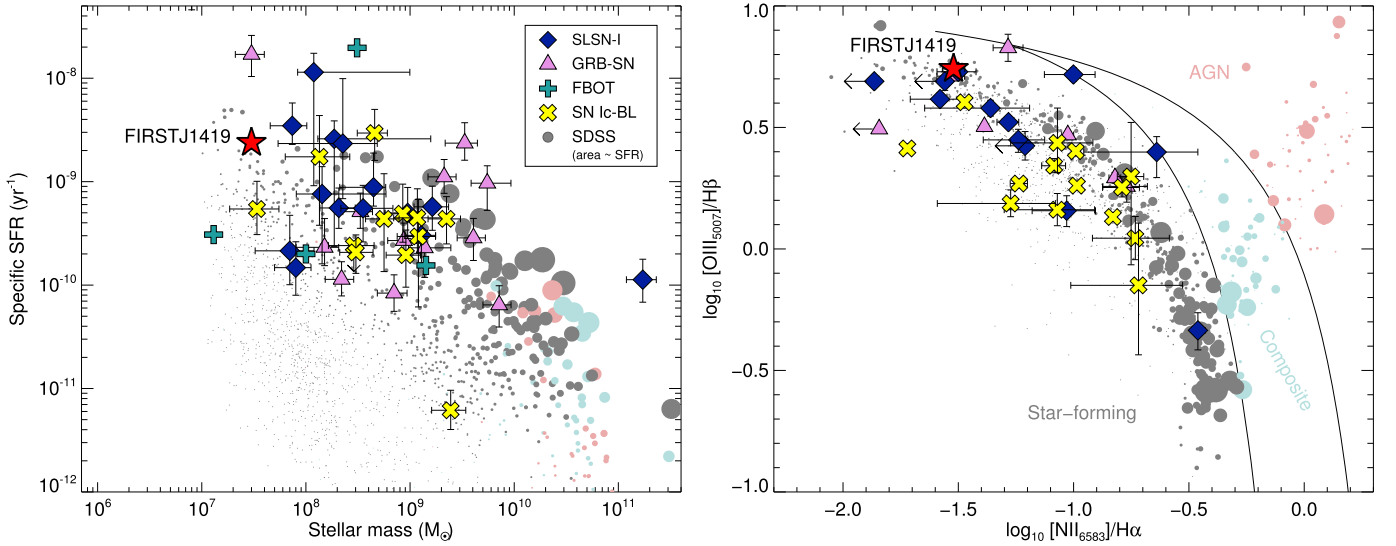 10⁻⁸
10⁻⁹
10⁻¹⁰
10⁻¹¹
10⁻¹²
Specific SFR (yr⁻¹)
FIRSTJ1419
SLSN-I
GRB-SN
FBOT
SN Ic-BL
SDSS
(area ~ SFR)
10⁶ 10⁷ 10⁸ 10⁹ 10¹⁰ 10¹¹
Stellar mass (M☉)
1.0
0.5
0.0
−0.5
−1.0
log₁₀ [OIII₅₀₀₇]/Hβ
FIRSTJ1419
AGN
Composite
Star−forming
−2.0 −1.5 −1.0 −0.5 0.0
log₁₀ [NII₆₅₈₃]/Hα